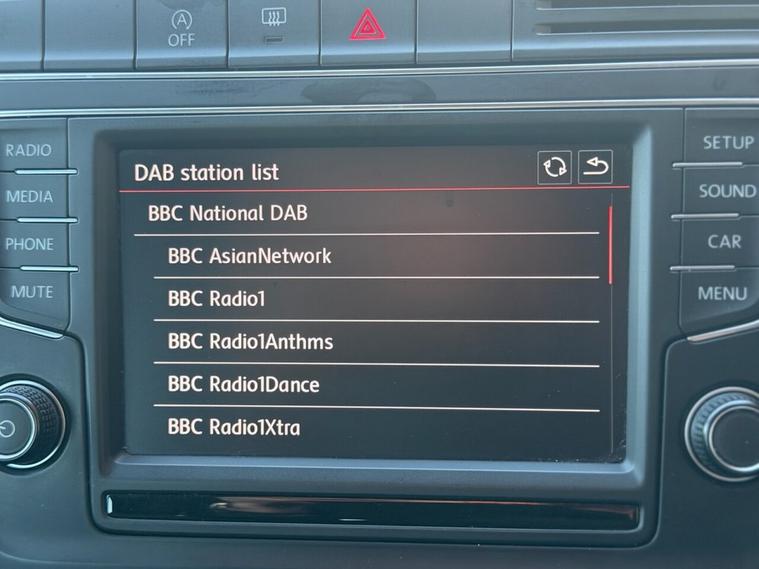 A
OFF
RADIO
MEDIA
PHONE
MUTE
DAB station list
BBC National DAB
BBC AsianNetwork
BBC Radio1
BBC Radio1Anthms
BBC Radio1Dance
BBC Radio1Xtra
SETUP
SOUND
CAR
MENU